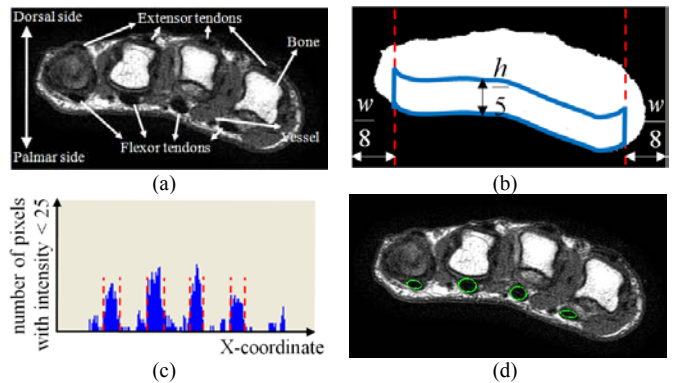 Dorsal side
Extensor tendons
Bone
Flexor tendons
Vessel
Palmar side
(a)
h
5
w
8
w
8
(b)
number of pixels
with intensity < 25
X-coordinate
(c)
(d)